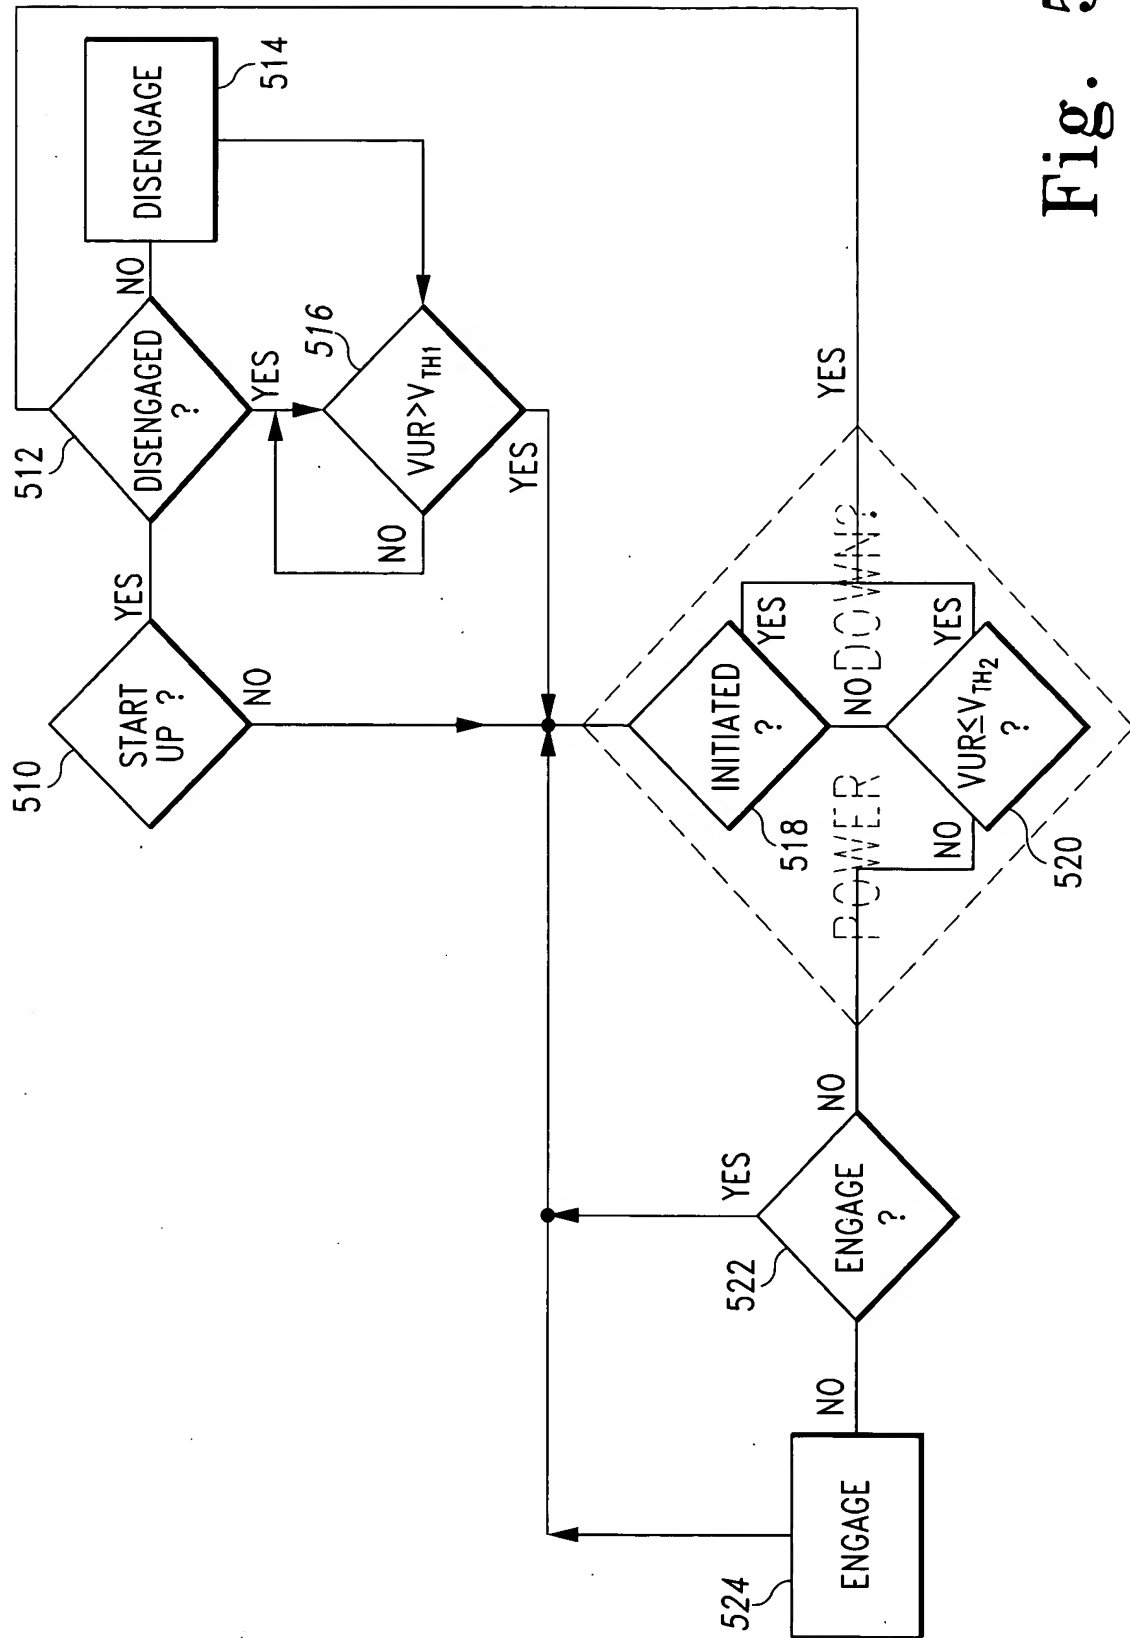 510
START
UP ?
YES
NO
512
DISENGAGED
?
NO
YES
DISENGAGE
514
516
VUR>V_TH1
NO
YES
POWER DOWN?
INITIATED
?
518
YES
NO
VUR≤V_TH2
?
520
YES
NO
YES
NO
ENGAGE
?
522
YES
NO
ENGAGE
524
Fig. 5